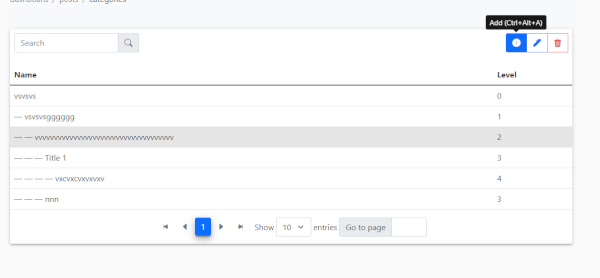 dashboard / posts / categories
Add (Ctrl+Alt+A)
Search
Name Level
vsvsvs 0
— vsvsvsgggggg 1
— — vvvvvvvvvvvvvvvvvvvvvvvvvvvvvvvvvvv 2
— — — Title 1 3
— — — — vxcvxcvxvxvxv 4
— — — nnn 3
1 Show 10 entries Go to page